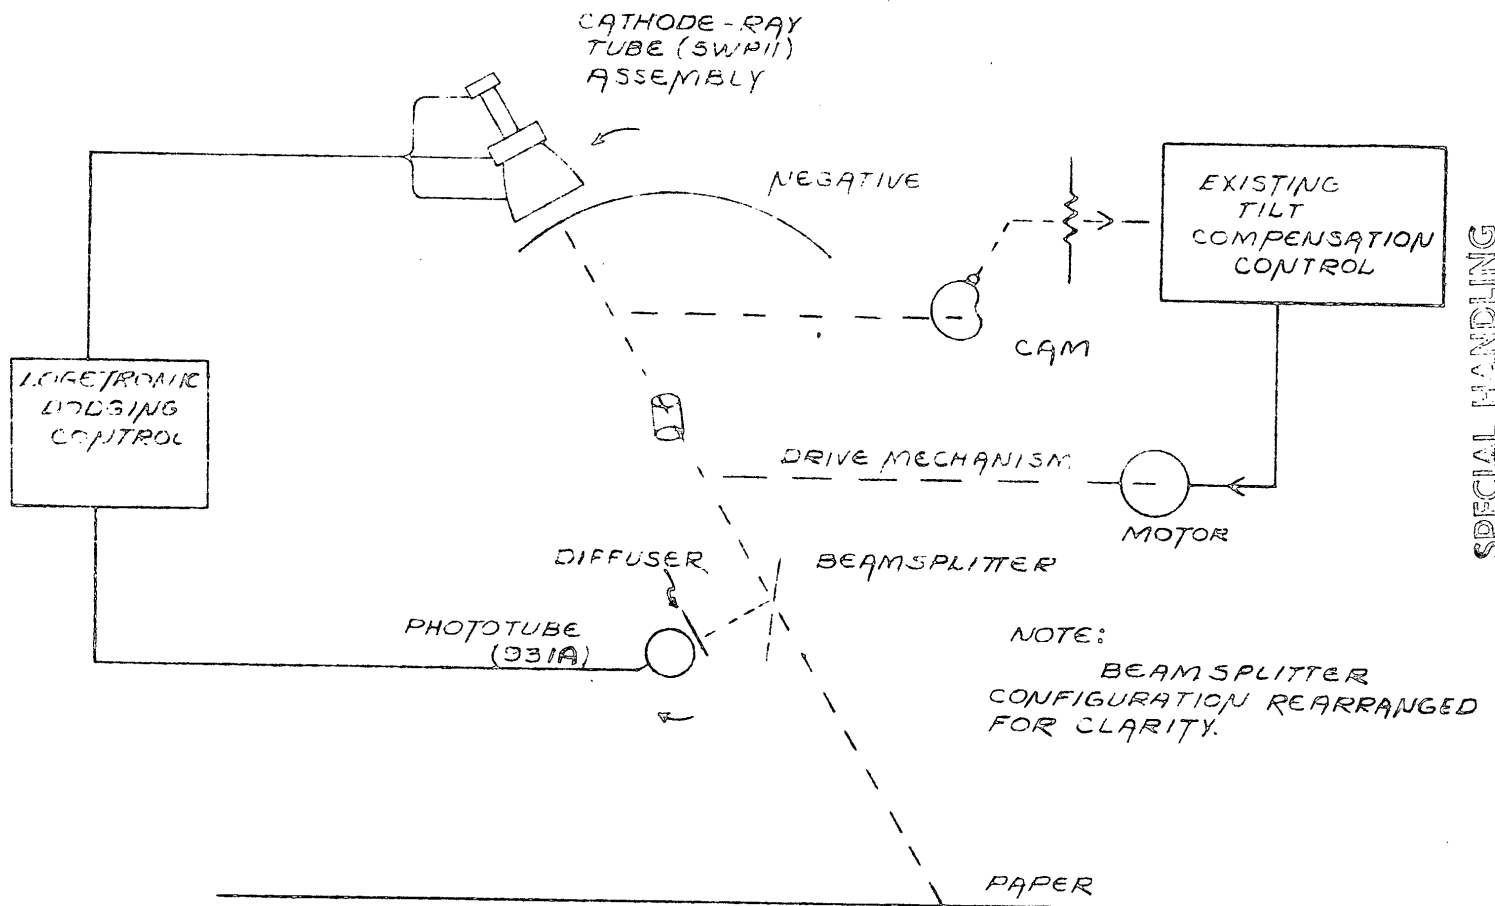 CATHODE-RAY
TUBE (5WP11)
ASSEMBLY
NEGATIVE
EXISTING
TILT
COMPENSATION
CONTROL
SPECIAL HANDLING
CAM
LOGETRONIC
DODGING
CONTROL
DRIVE MECHANISM
MOTOR
DIFFUSER
BEAMSPLITTER
PHOTOTUBE
(931A)
NOTE:
BEAMSPLITTER
CONFIGURATION REARRANGED
FOR CLARITY.
PAPER